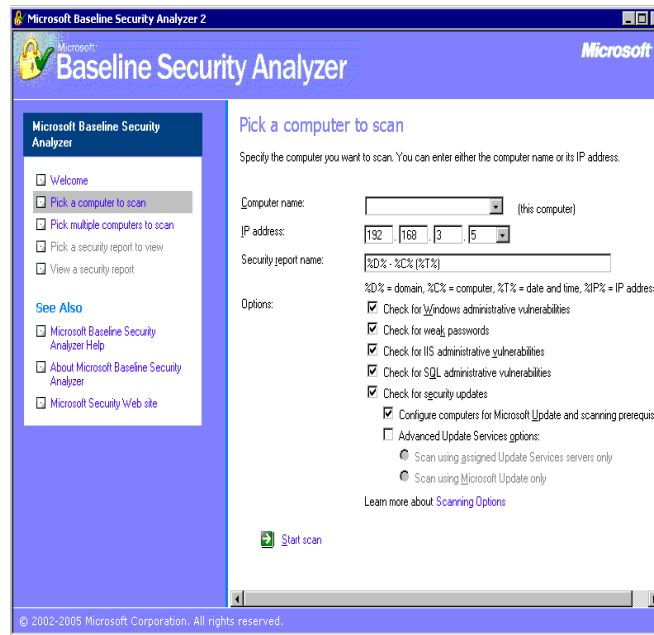 Microsoft Baseline Security Analyzer 2
Microsoft
Baseline Security Analyzer
Microsoft
Microsoft Baseline Security
Analyzer
Welcome
Pick a computer to scan
Pick multiple computers to scan
Pick a security report to view
View a security report
See Also
Microsoft Baseline Security
Analyzer Help
About Microsoft Baseline Security
Analyzer
Microsoft Security Web site
Pick a computer to scan
Specify the computer you want to scan. You can enter either the computer name or its IP address.
Computer name:
(this computer)
IP address:
192 . 168 . 3 . 5
Security report name:
%D% - %C% (%T%)
%D% = domain, %C% = computer, %T% = date and time, %IP% = IP addres
Options:
Check for Windows administrative vulnerabilities
Check for weak passwords
Check for IIS administrative vulnerabilities
Check for SQL administrative vulnerabilities
Check for security updates
Configure computers for Microsoft Update and scanning prerequis
Advanced Update Services options:
Scan using assigned Update Services servers only
Scan using Microsoft Update only
Learn more about Scanning Options
Start scan
© 2002-2005 Microsoft Corporation. All rights reserved.